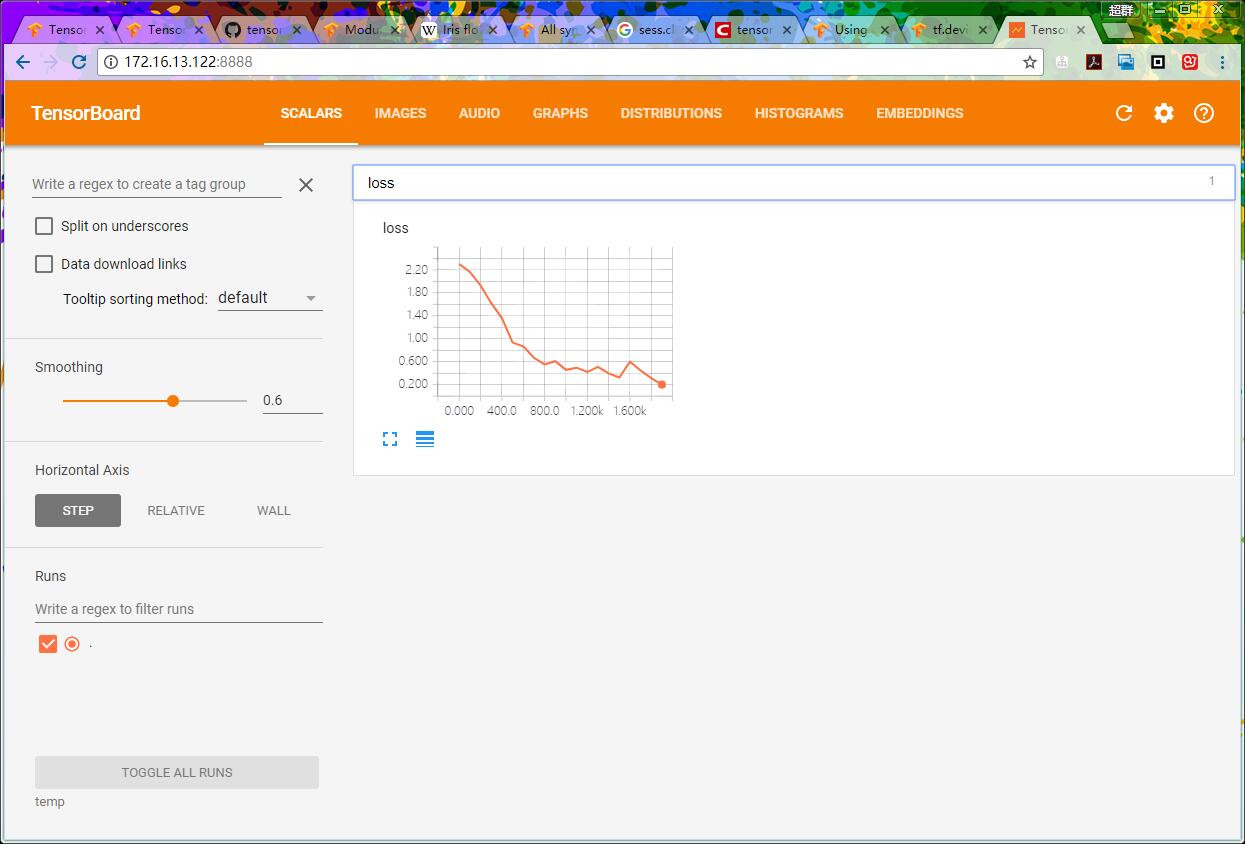 超群
Tensor Tensor tensor Modu W Iris flo All sy G sess.cl C tensor Using tf.devi Tenso
172.16.13.122:8888
TensorBoard SCALARS IMAGES AUDIO GRAPHS DISTRIBUTIONS HISTOGRAMS EMBEDDINGS
Write a regex to create a tag group
loss 1
Split on underscores
loss
Data download links
Tooltip sorting method: default
2.20
1.80
1.40
1.00
0.600
0.200
0.000 400.0 800.0 1.200k 1.600k
Smoothing
0.6
Horizontal Axis
STEP RELATIVE WALL
Runs
Write a regex to filter runs
.
TOGGLE ALL RUNS
temp